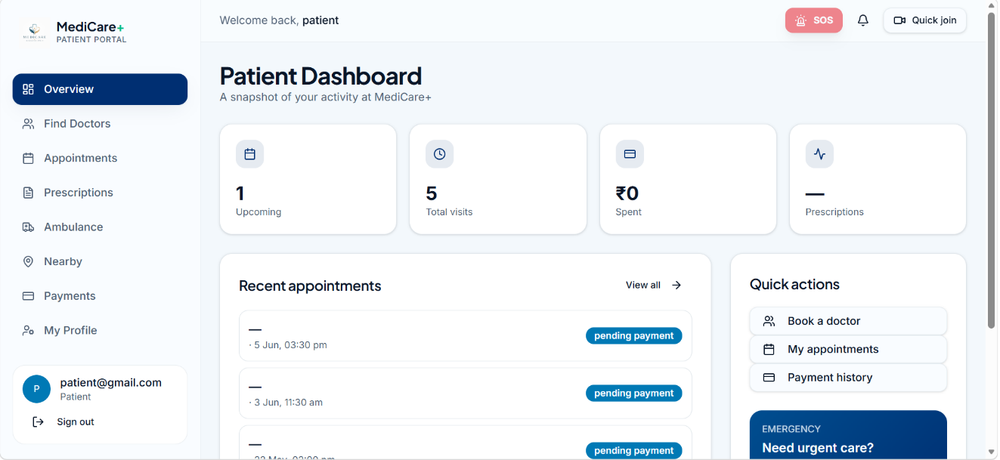 MediCare+
PATIENT PORTAL
Overview
Find Doctors
Appointments
Prescriptions
Ambulance
Nearby
Payments
My Profile
P
patient@gmail.com
Patient
Sign out
Welcome back, patient
SOS
Quick join
Patient Dashboard
A snapshot of your activity at MediCare+
1
Upcoming
5
Total visits
₹0
Spent
—
Prescriptions
Recent appointments
View all
—
· 5 Jun, 03:30 pm
pending payment
—
· 3 Jun, 11:30 am
pending payment
—
pending payment
Quick actions
Book a doctor
My appointments
Payment history
EMERGENCY
Need urgent care?